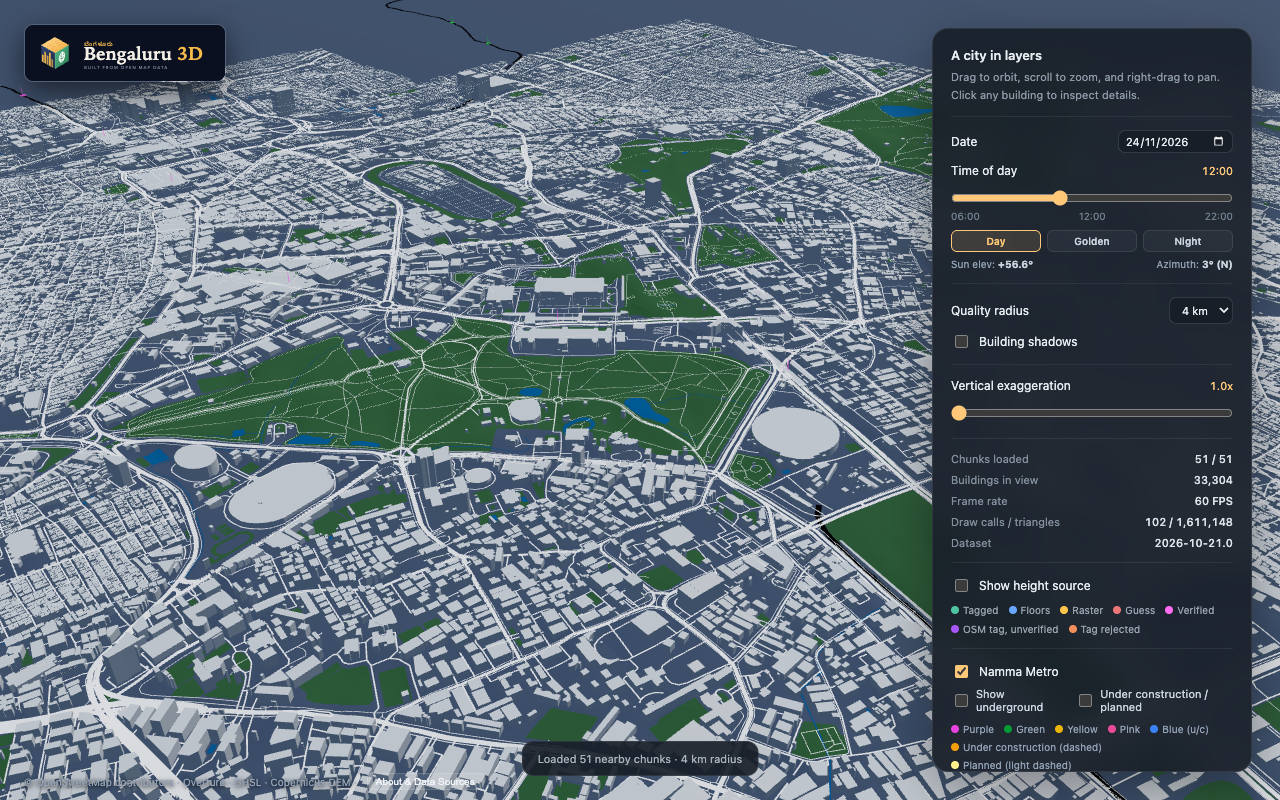 ಬೆಂಗಳೂರು
Bengaluru 3D
BUILT FROM OPEN MAP DATA
A city in layers
Drag to orbit, scroll to zoom, and right-drag to pan.
Click any building to inspect details.
Date
24/11/2026
Time of day
12:00
06:00 12:00 22:00
Day Golden Night
Sun elev: +56.6° Azimuth: 3° (N)
Quality radius
4 km
Building shadows
Vertical exaggeration
1.0x
Chunks loaded 51 / 51
Buildings in view 33,304
Frame rate 60 FPS
Draw calls / triangles 102 / 1,611,148
Dataset 2026-10-21.0
Show height source
Tagged Floors Raster Guess Verified
OSM tag, unverified Tag rejected
Namma Metro
Show underground
Under construction / planned
Purple Green Yellow Pink Blue (u/c)
Under construction (dashed)
Planned (light dashed)
Loaded 51 nearby chunks · 4 km radius
About & Data Sources